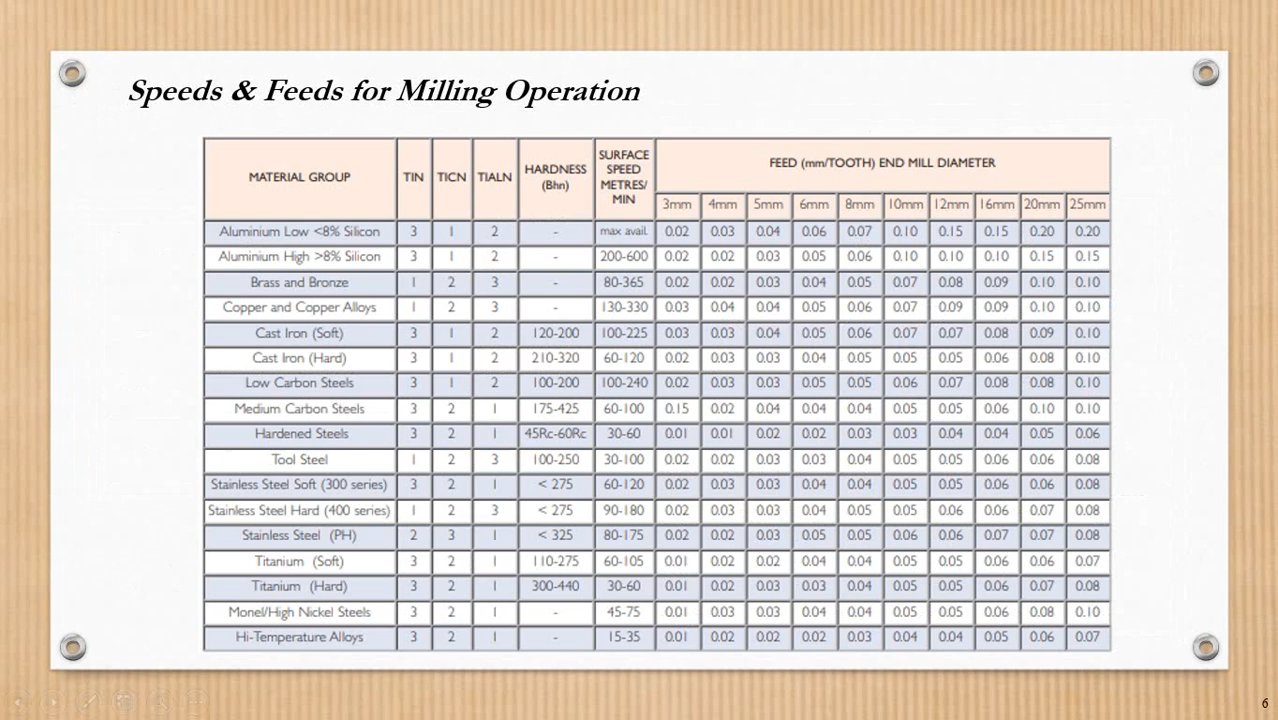 Speeds & Feeds for Milling Operation
MATERIAL GROUP TIN TICN TIALN HARDNESS (Bhn) SURFACE SPEED METRES/ MIN FEED (mm/TOOTH) END MILL DIAMETER
3mm 4mm 5mm 6mm 8mm 10mm 12mm 16mm 20mm 25mm
Aluminium Low <8% Silicon 3 1 2 - max avail. 0.02 0.03 0.04 0.06 0.07 0.10 0.15 0.15 0.20 0.20
Aluminium High >8% Silicon 3 1 2 - 200-600 0.02 0.02 0.03 0.05 0.06 0.10 0.10 0.10 0.15 0.15
Brass and Bronze 1 2 3 - 80-365 0.02 0.02 0.03 0.04 0.05 0.07 0.08 0.09 0.10 0.10
Copper and Copper Alloys 1 2 3 - 130-330 0.03 0.04 0.04 0.05 0.06 0.07 0.09 0.09 0.10 0.10
Cast Iron (Soft) 3 1 2 120-200 100-225 0.03 0.03 0.04 0.05 0.06 0.07 0.07 0.08 0.09 0.10
Cast Iron (Hard) 3 1 2 210-320 60-120 0.02 0.03 0.03 0.04 0.05 0.05 0.05 0.06 0.08 0.10
Low Carbon Steels 3 1 2 100-200 100-240 0.02 0.03 0.03 0.05 0.05 0.06 0.07 0.08 0.08 0.10
Medium Carbon Steels 3 2 1 175-425 60-100 0.15 0.02 0.04 0.04 0.04 0.05 0.05 0.06 0.10 0.10
Hardened Steels 3 2 1 45Rc-60Rc 30-60 0.01 0.01 0.02 0.02 0.03 0.03 0.04 0.04 0.05 0.06
Tool Steel 1 2 3 100-250 30-100 0.02 0.02 0.03 0.03 0.04 0.05 0.05 0.06 0.06 0.08
Stainless Steel Soft (300 series) 3 2 1 < 275 60-120 0.02 0.03 0.03 0.04 0.04 0.05 0.05 0.06 0.06 0.08
Stainless Steel Hard (400 series) 1 2 3 < 275 90-180 0.02 0.03 0.03 0.04 0.05 0.05 0.06 0.06 0.07 0.08
Stainless Steel (PH) 2 3 1 < 325 80-175 0.02 0.02 0.03 0.05 0.05 0.06 0.06 0.07 0.07 0.08
Titanium (Soft) 3 2 1 110-275 60-105 0.01 0.02 0.02 0.04 0.04 0.05 0.05 0.06 0.06 0.07
Titanium (Hard) 3 2 1 300-440 30-60 0.01 0.02 0.03 0.03 0.04 0.05 0.05 0.06 0.07 0.08
Monel/High Nickel Steels 3 2 1 - 45-75 0.01 0.03 0.03 0.04 0.04 0.05 0.05 0.06 0.08 0.10
Hi-Temperature Alloys 3 2 1 - 15-35 0.01 0.02 0.02 0.02 0.03 0.04 0.04 0.05 0.06 0.07
6